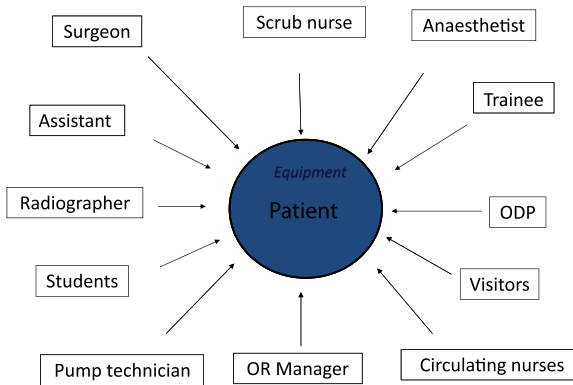 Surgeon
Scrub nurse
Anaesthetist
Assistant
Trainee
Equipment
Patient
Radiographer
ODP
Students
Visitors
Pump technician
OR Manager
Circulating nurses